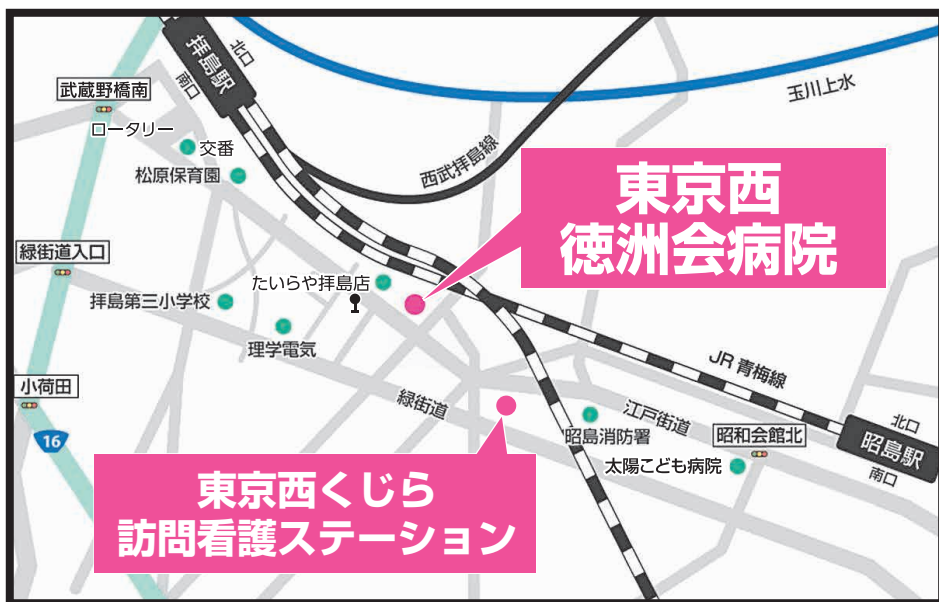 拝島駅
北口
南口
武蔵野橋南
ロータリー
交番
松原保育園
玉川上水
西武拝島線
東京西
徳洲会病院
緑街道入口
たいらや拝島店
拝島第三小学校
理学電気
小荷田
16
緑街道
JR 青梅線
江戸街道
昭島消防署
昭和会館北
太陽こども病院
北口
昭島駅
南口
東京西くじら
訪問看護ステーション